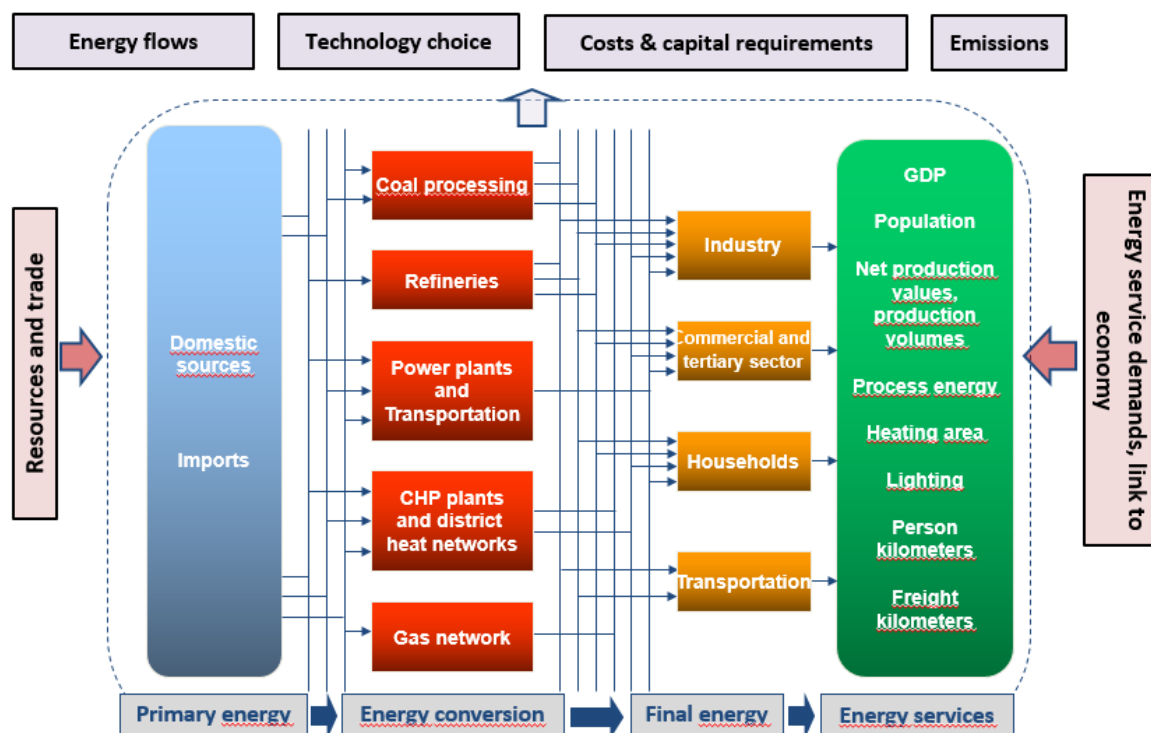 Energy flows
Technology choice
Costs & capital requirements
Emissions
Resources and trade
Domestic
sources
Imports
Coal processing
Refineries
Power plants
and
Transportation
CHP plants
and district
heat networks
Gas network
Industry
Commercial and
tertiary sector
Households
Transportation
GDP
Population
Net production
values,
production
volumes
Process energy
Heating area
Lighting
Person
kilometers
Freight
kilometers
Energy service demands, link to
economy
Primary energy
Energy conversion
Final energy
Energy services